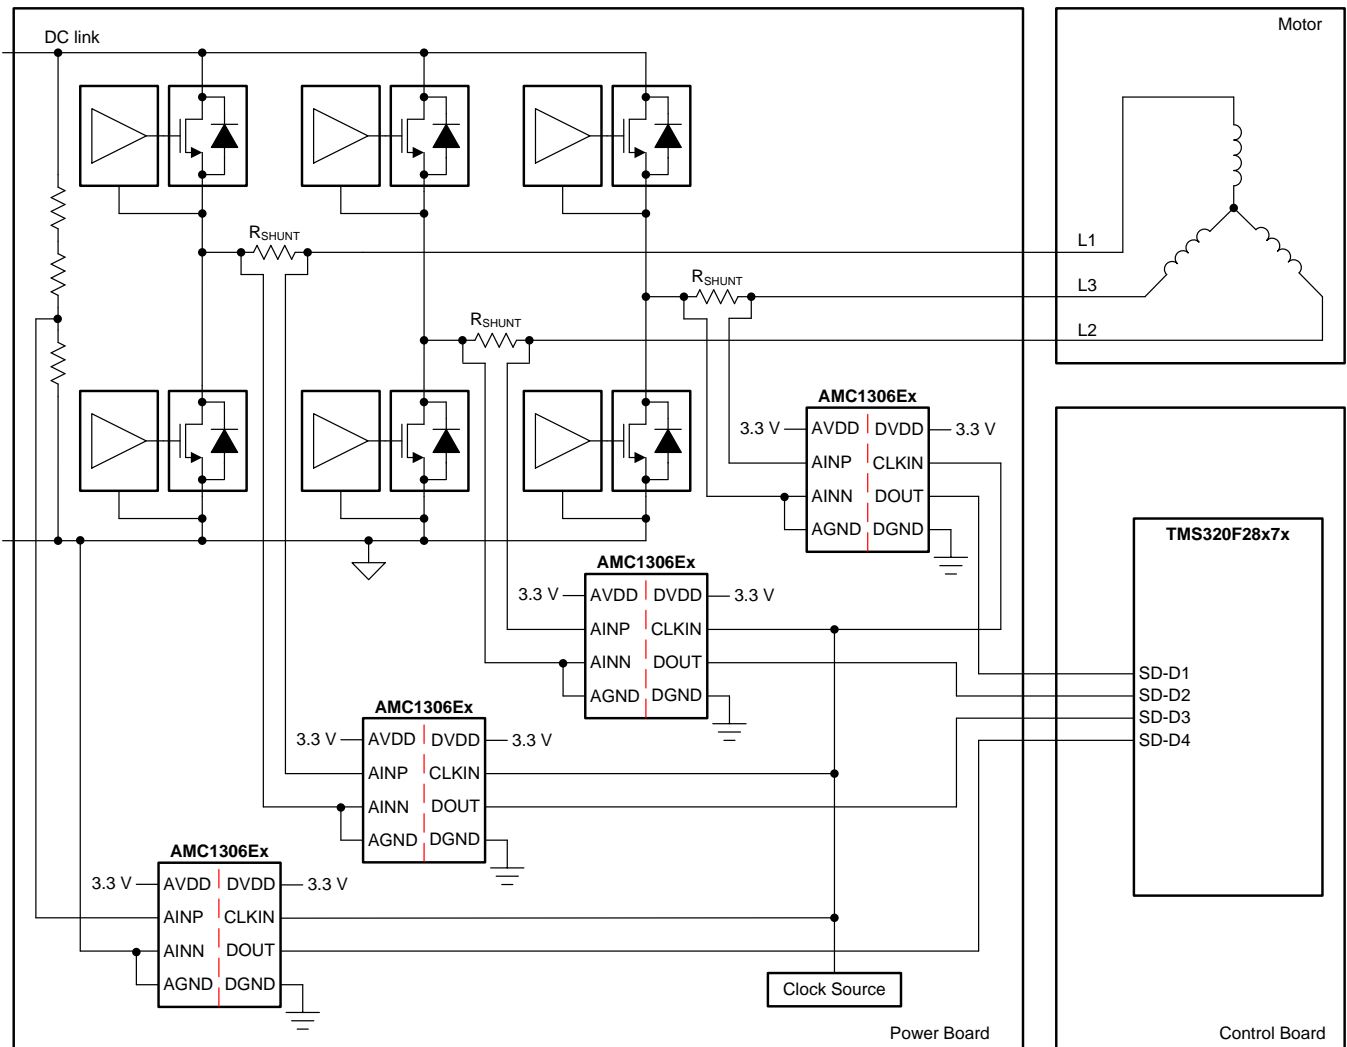 DC link
Motor
R_SHUNT
L1
R_SHUNT
L3
R_SHUNT
L2
AMC1306Ex
3.3 V AVDD DVDD 3.3 V
AINP CLKIN
AINN DOUT
AGND DGND
TMS320F28x7x
SD-D1
SD-D2
SD-D3
SD-D4
AMC1306Ex
3.3 V AVDD DVDD 3.3 V
AINP CLKIN
AINN DOUT
AGND DGND
AMC1306Ex
3.3 V AVDD DVDD 3.3 V
AINP CLKIN
AINN DOUT
AGND DGND
AMC1306Ex
3.3 V AVDD DVDD 3.3 V
AINP CLKIN
AINN DOUT
AGND DGND
Clock Source
Power Board
Control Board